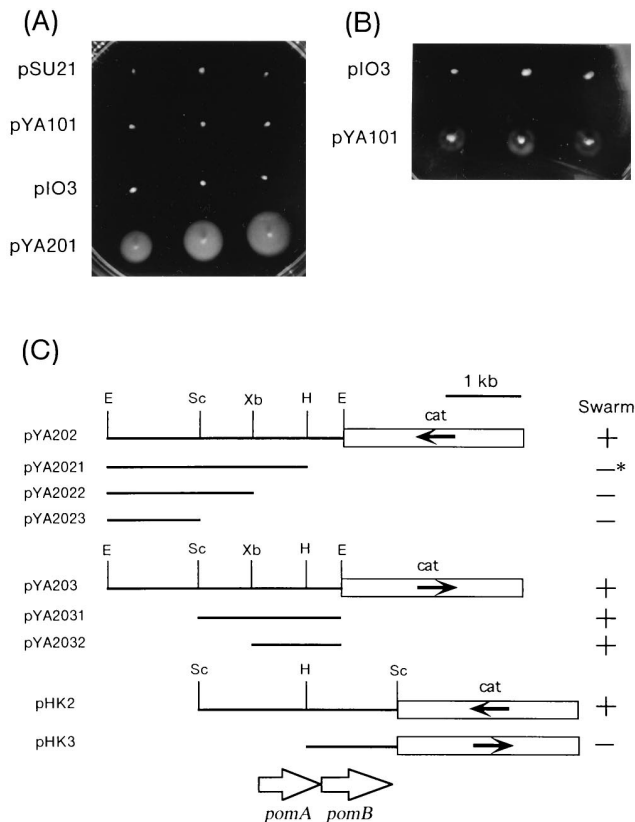 (A)
pSU21
pYA101
pIO3
pYA201
(B)
pIO3
pYA101
(C)
1 kb
E Sc Xb H E
cat
Swarm
pYA202 +
pYA2021 —*
pYA2022 —
pYA2023 —
E Sc Xb H E
cat
pYA203 +
pYA2031 +
pYA2032 +
Sc H Sc
cat
pHK2 +
pHK3 —
pomA pomB